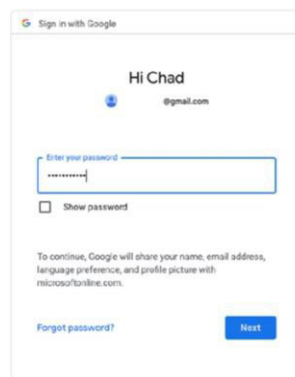 Sign in with Google
Hi Chad
@gmail.com
Enter your password
Show password
To continue, Google will share your name, email address,
language preference, and profile picture with
microsoftonline.com.
Forgot password?
Next